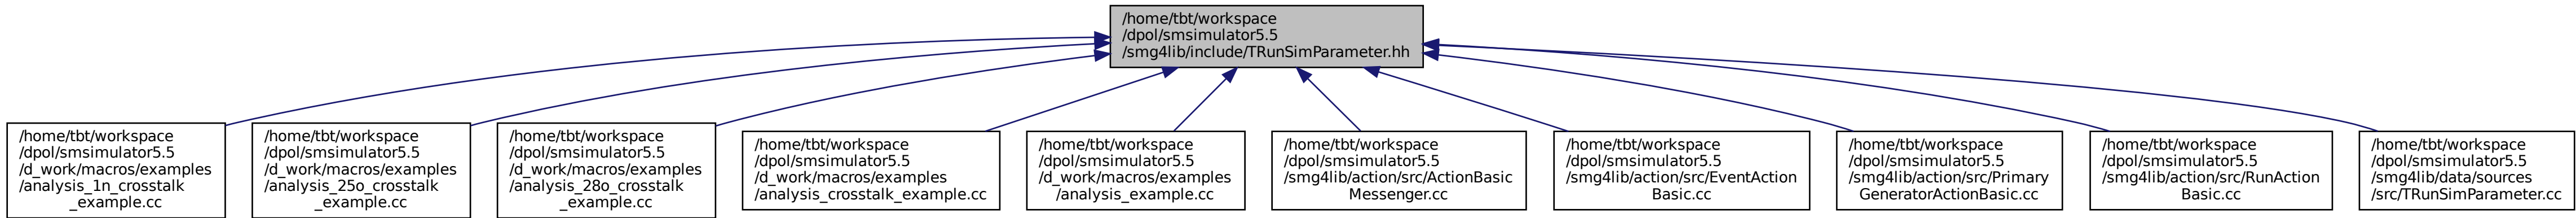 /home/tbt/workspace
/dpol/smsimulator5.5
/smg4lib/include/TRunSimParameter.hh
/home/tbt/workspace
/dpol/smsimulator5.5
/d_work/macros/examples
/analysis_1n_crosstalk
_example.cc
/home/tbt/workspace
/dpol/smsimulator5.5
/d_work/macros/examples
/analysis_25o_crosstalk
_example.cc
/home/tbt/workspace
/dpol/smsimulator5.5
/d_work/macros/examples
/analysis_28o_crosstalk
_example.cc
/home/tbt/workspace
/dpol/smsimulator5.5
/d_work/macros/examples
/analysis_crosstalk_example.cc
/home/tbt/workspace
/dpol/smsimulator5.5
/d_work/macros/examples
/analysis_example.cc
/home/tbt/workspace
/dpol/smsimulator5.5
/smg4lib/action/src/ActionBasic
Messenger.cc
/home/tbt/workspace
/dpol/smsimulator5.5
/smg4lib/action/src/EventAction
Basic.cc
/home/tbt/workspace
/dpol/smsimulator5.5
/smg4lib/action/src/Primary
GeneratorActionBasic.cc
/home/tbt/workspace
/dpol/smsimulator5.5
/smg4lib/action/src/RunAction
Basic.cc
/home/tbt/workspace
/dpol/smsimulator5.5
/smg4lib/data/sources
/src/TRunSimParameter.cc